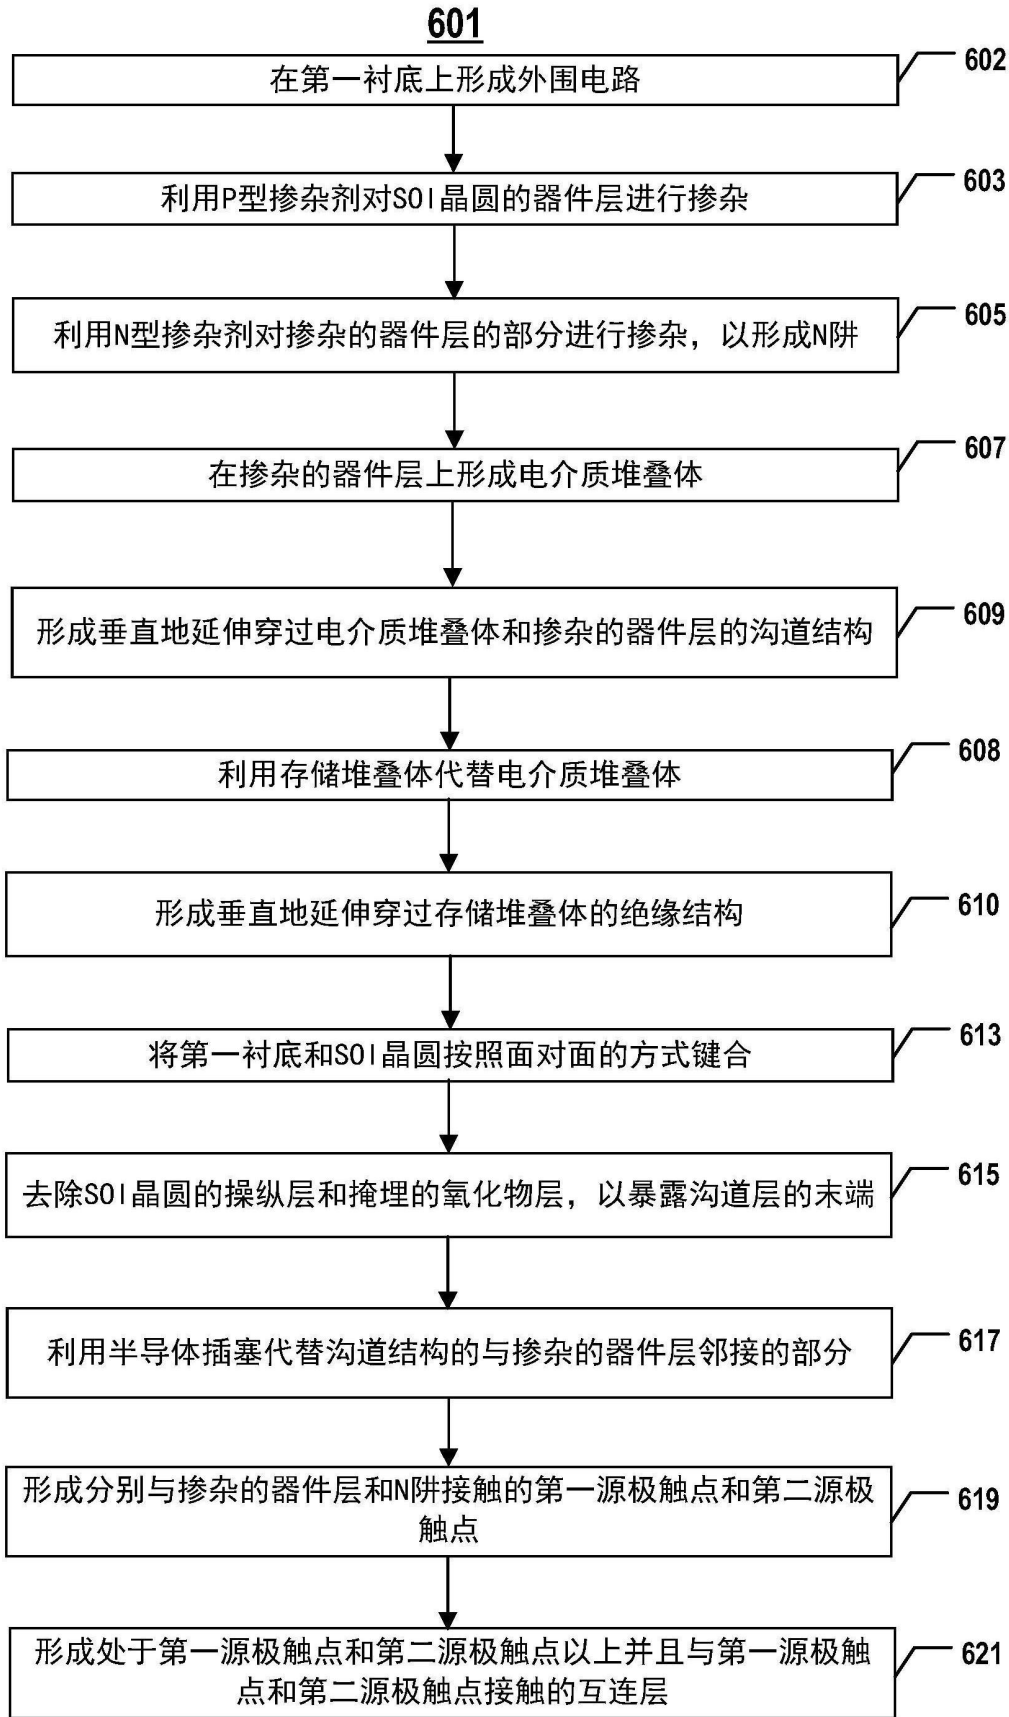 601
在第一衬底上形成外围电路
602
利用P型掺杂剂对SOI晶圆的器件层进行掺杂
603
利用N型掺杂剂对掺杂的器件层的部分进行掺杂，以形成N阱
605
在掺杂的器件层上形成电介质堆叠体
607
形成垂直地延伸穿过电介质堆叠体和掺杂的器件层的沟道结构
609
利用存储堆叠体代替电介质堆叠体
608
形成垂直地延伸穿过存储堆叠体的绝缘结构
610
将第一衬底和SOI晶圆按照面对面的方式键合
613
去除SOI晶圆的操纵层和掩埋的氧化物层，以暴露沟道层的末端
615
利用半导体插塞代替沟道结构的与掺杂的器件层邻接的部分
617
形成分别与掺杂的器件层和N阱接触的第一源极触点和第二源极
触点
619
形成处于第一源极触点和第二源极触点以上并且与第一源极触
点和第二源极触点接触的互连层
621